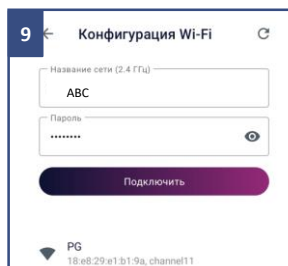 9
Конфигурация Wi-Fi
Название сети (2.4 ГГц)
ABC
Пароль
••••••••
Подключить
PG
18:e8:29:e1:b1:9a, channel11